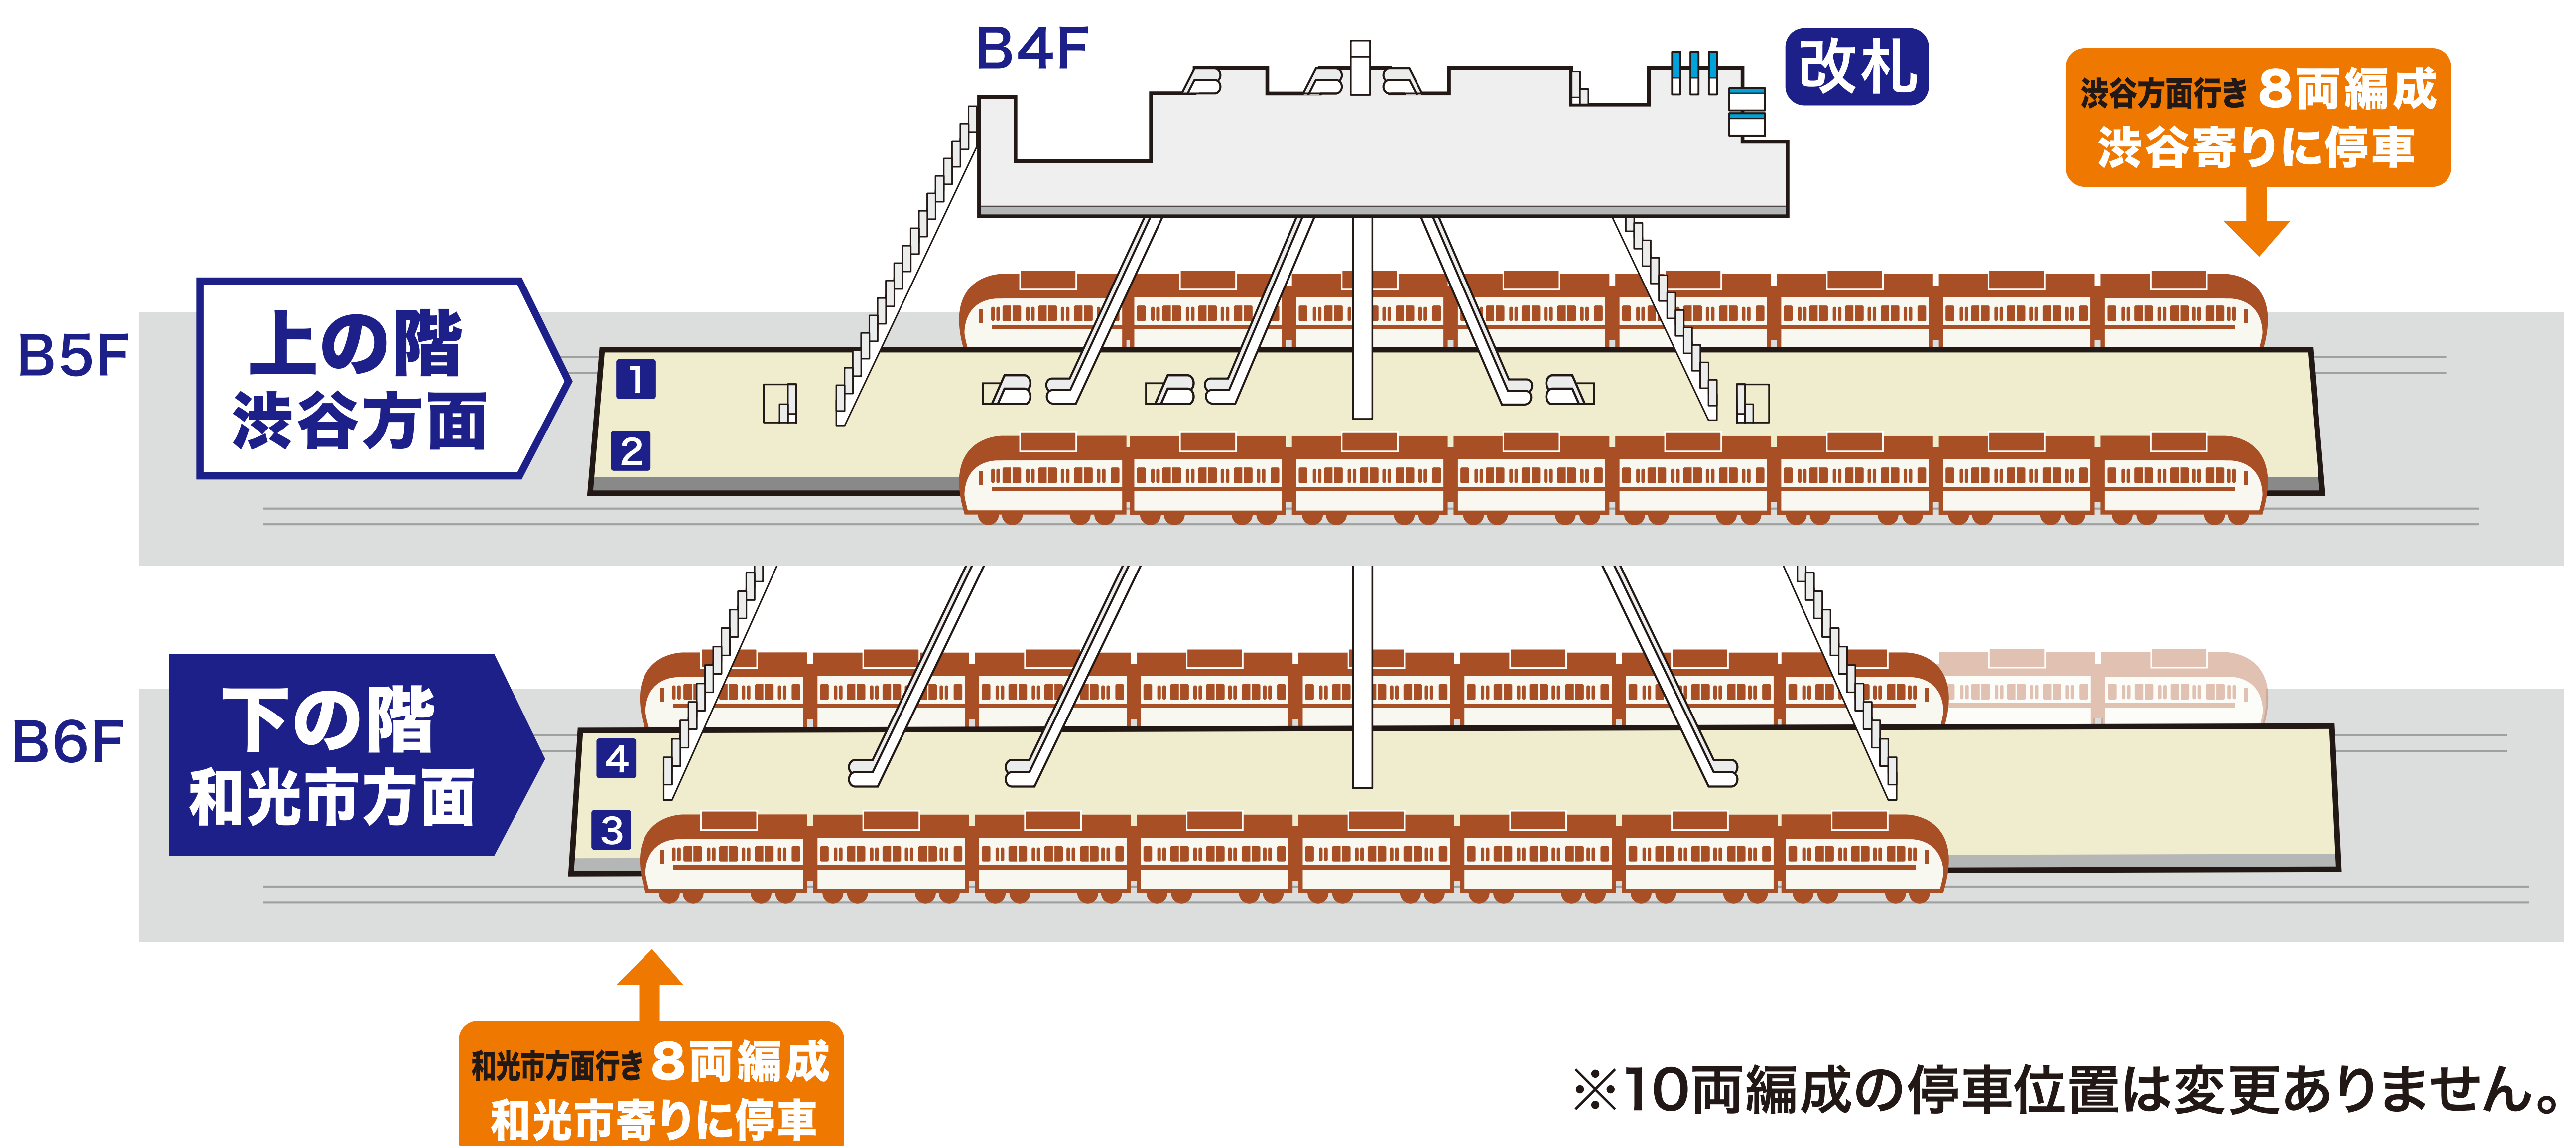 B4F
改札
渋谷方面行き 8両編成
渋谷寄りに停車
B5F
上の階
渋谷方面
1
2
B6F
下の階
和光市方面
4
3
和光市方面行き 8両編成
和光市寄りに停車
※10両編成の停車位置は変更ありません。